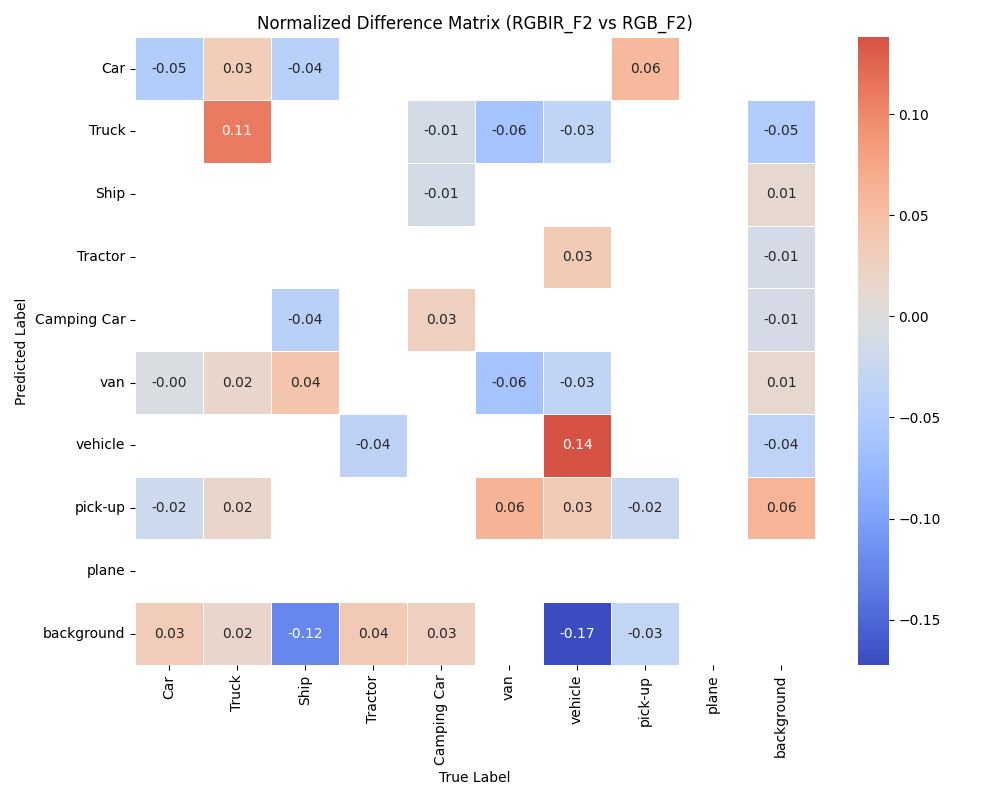 Normalized Difference Matrix (RGBIR_F2 vs RGB_F2)
Predicted Label
Car -0.05 0.03 -0.04 0.06
Truck 0.11 -0.01 -0.06 -0.03 -0.05
Ship -0.01 0.01
Tractor 0.03 -0.01
Camping Car -0.04 0.03 -0.01
van -0.00 0.02 0.04 -0.06 -0.03 0.01
vehicle -0.04 0.14 -0.04
pick-up -0.02 0.02 0.06 0.03 -0.02 0.06
plane
background 0.03 0.02 -0.12 0.04 0.03 -0.17 -0.03
Car Truck Ship Tractor Camping Car van vehicle pick-up plane background
True Label
0.10
0.05
0.00
−0.05
−0.10
−0.15